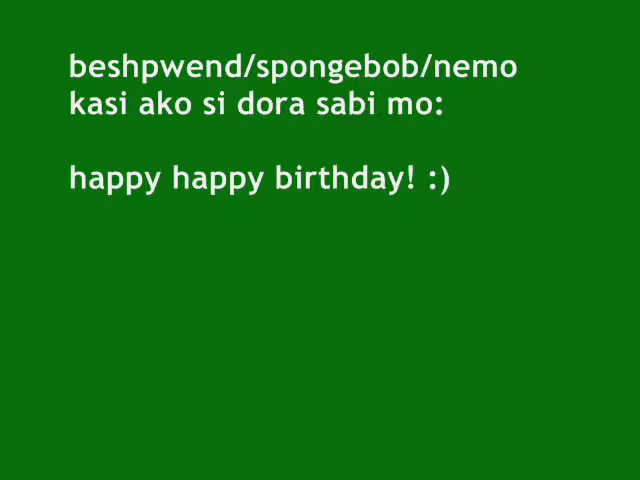 beshpwend/spongebob/nemo
kasi ako si dora sabi mo:
happy happy birthday! :)